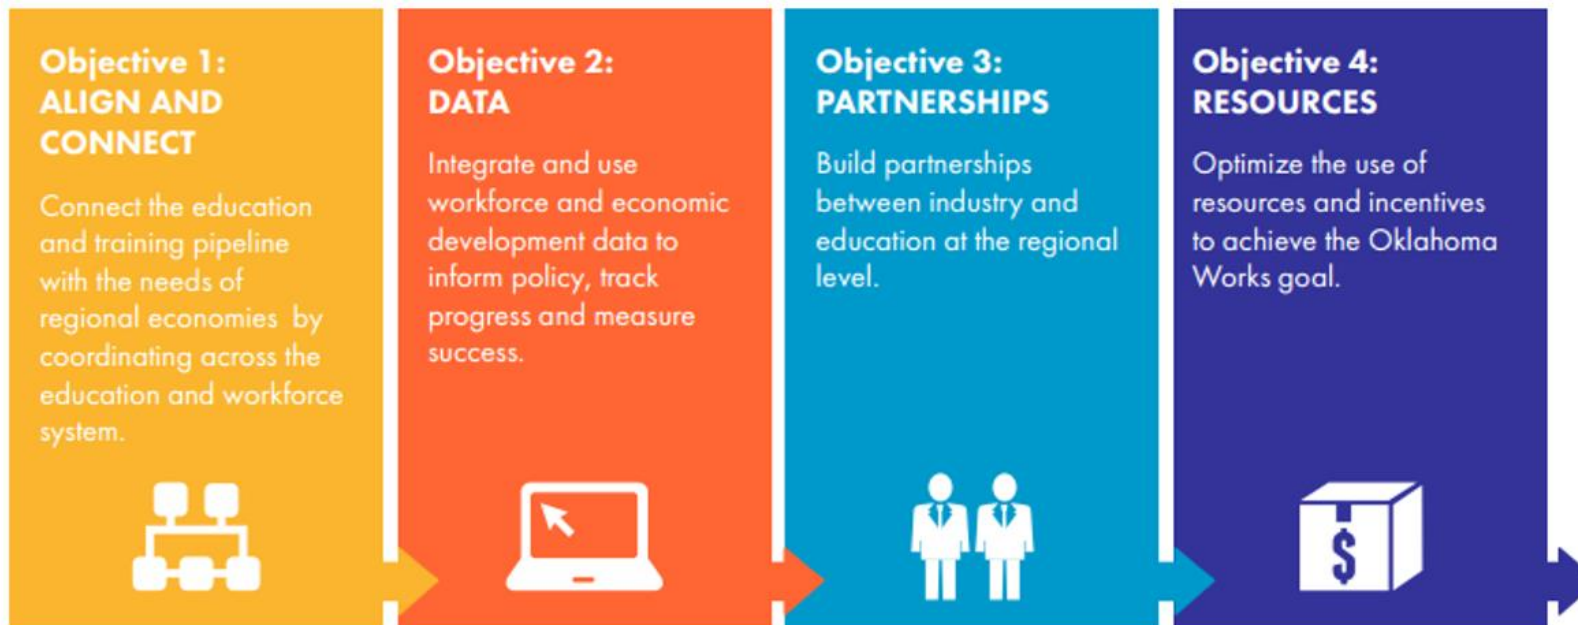 Objective 1:
ALIGN AND
CONNECT
Connect the education
and training pipeline
with the needs of
regional economies by
coordinating across the
education and workforce
system.
Objective 2:
DATA
Integrate and use
workforce and economic
development data to
inform policy, track
progress and measure
success.
Objective 3:
PARTNERSHIPS
Build partnerships
between industry and
education at the regional
level.
Objective 4:
RESOURCES
Optimize the use of
resources and incentives
to achieve the Oklahoma
Works goal.
$